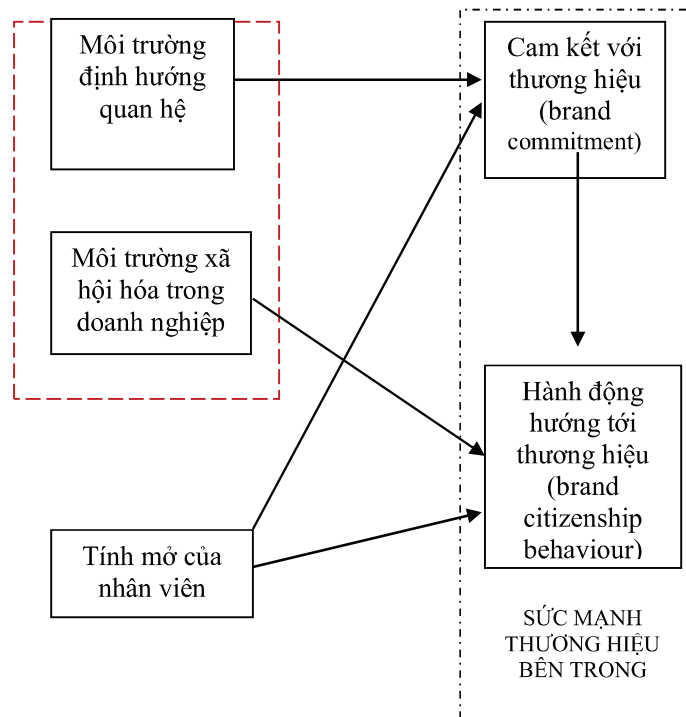 Môi trường
định hướng
quan hệ
Cam kết với
thương hiệu
(brand
commitment)
Môi trường xã
hội hóa trong
doanh nghiệp
Hành động
hướng tới
thương hiệu
(brand
citizenship
behaviour)
Tính mở của
nhân viên
SỨC MẠNH
THƯƠNG HIỆU
BÊN TRONG